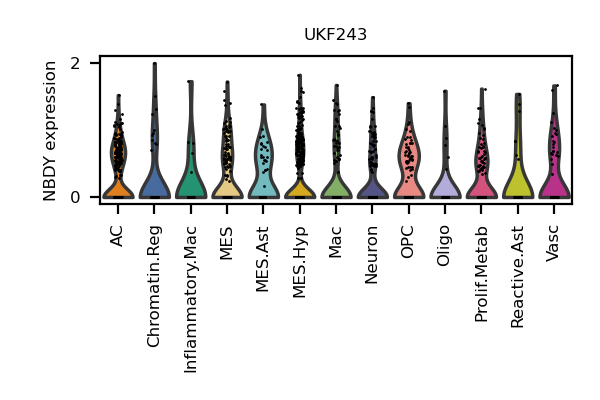 UKF243
NBDY expression
2
0
AC
Chromatin.Reg
Inflammatory.Mac
MES
MES.Ast
MES.Hyp
Mac
Neuron
OPC
Oligo
Prolif.Metab
Reactive.Ast
Vasc